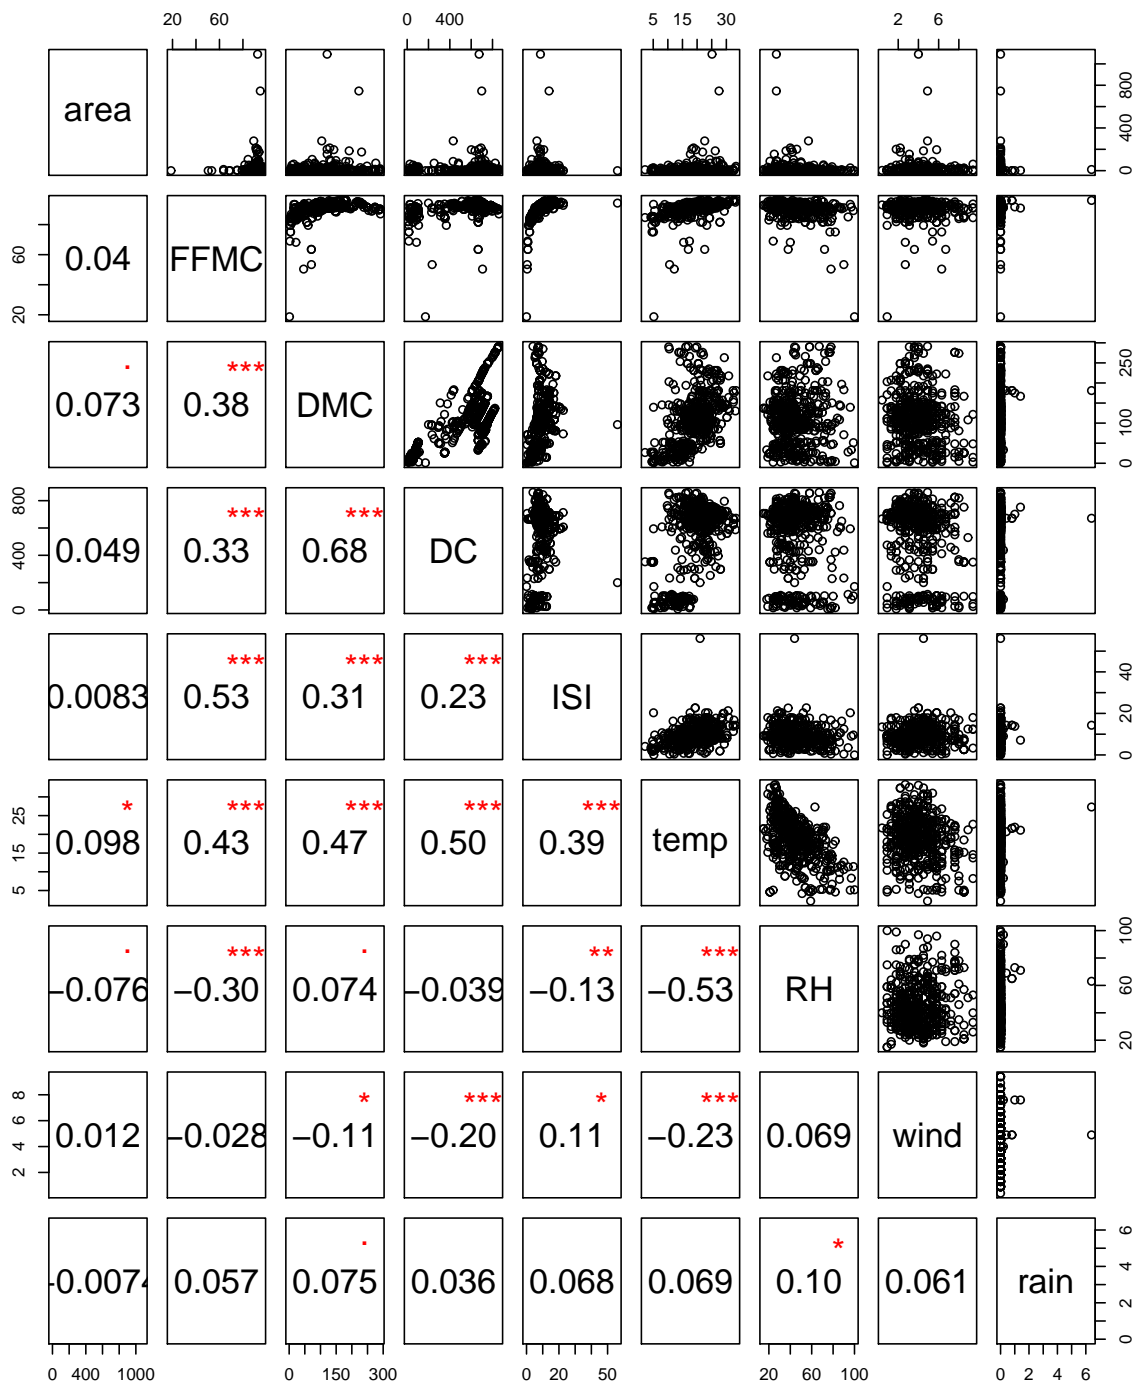 20 60 0 400 5 15 30 2 6
area
0 400 800
0.04 FFMC
20 60
. ***
0.073 0.38 DMC
0 100 250
*** ***
0.049 0.33 0.68 DC
0 400 800
*** *** ***
0.0083 0.53 0.31 0.23 ISI
0 20 40
* *** *** *** ***
0.098 0.43 0.47 0.50 0.39 temp
5 15 25
. *** . ** ***
−0.076 −0.30 0.074 −0.039 −0.13 −0.53 RH
20 60 100
* *** * ***
0.012 −0.028 −0.11 −0.20 0.11 −0.23 0.069 wind
2 4 6 8
. *
−0.0074 0.057 0.075 0.036 0.068 0.069 0.10 0.061 rain
0 2 4 6
0 400 1000 0 150 300 0 20 50 20 60 100 0 2 4 6